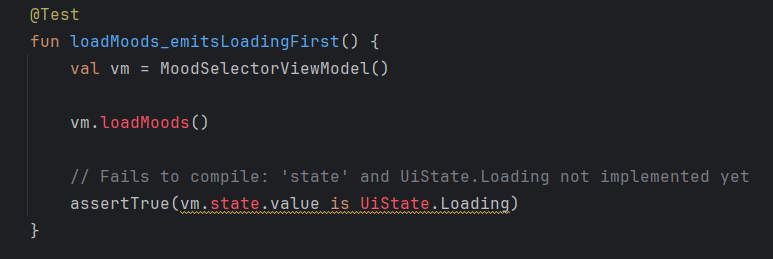 @Test
fun loadMoods_emitsLoadingFirst() {
val vm = MoodSelectorViewModel()
vm.loadMoods()
// Fails to compile: 'state' and UiState.Loading not implemented yet
assertTrue(vm.state.value is UiState.Loading)
}